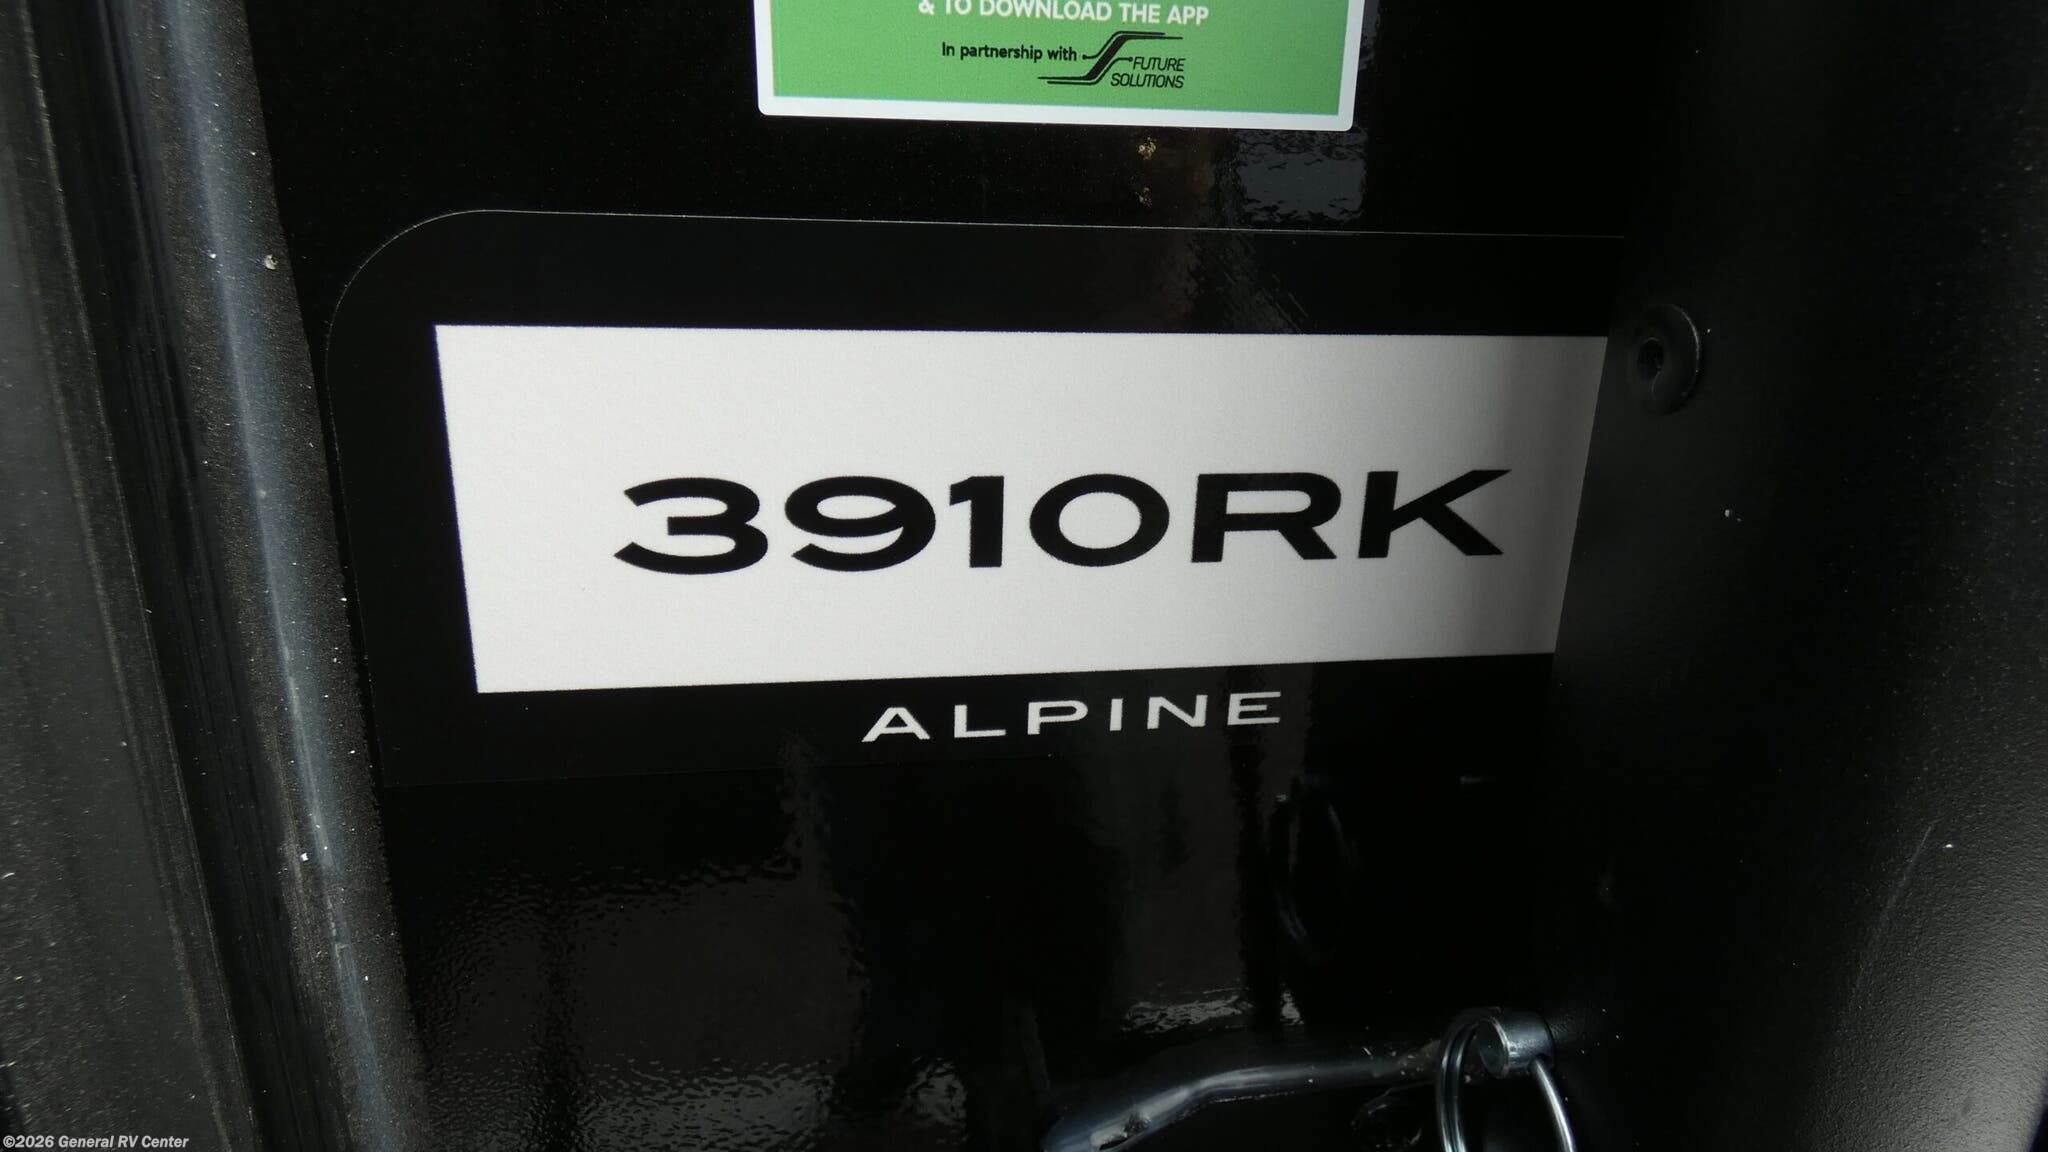 & TO DOWNLOAD THE APP
In partnership with
FUTURE
SOLUTIONS
3910RK
ALPINE
©2026 General RV Center